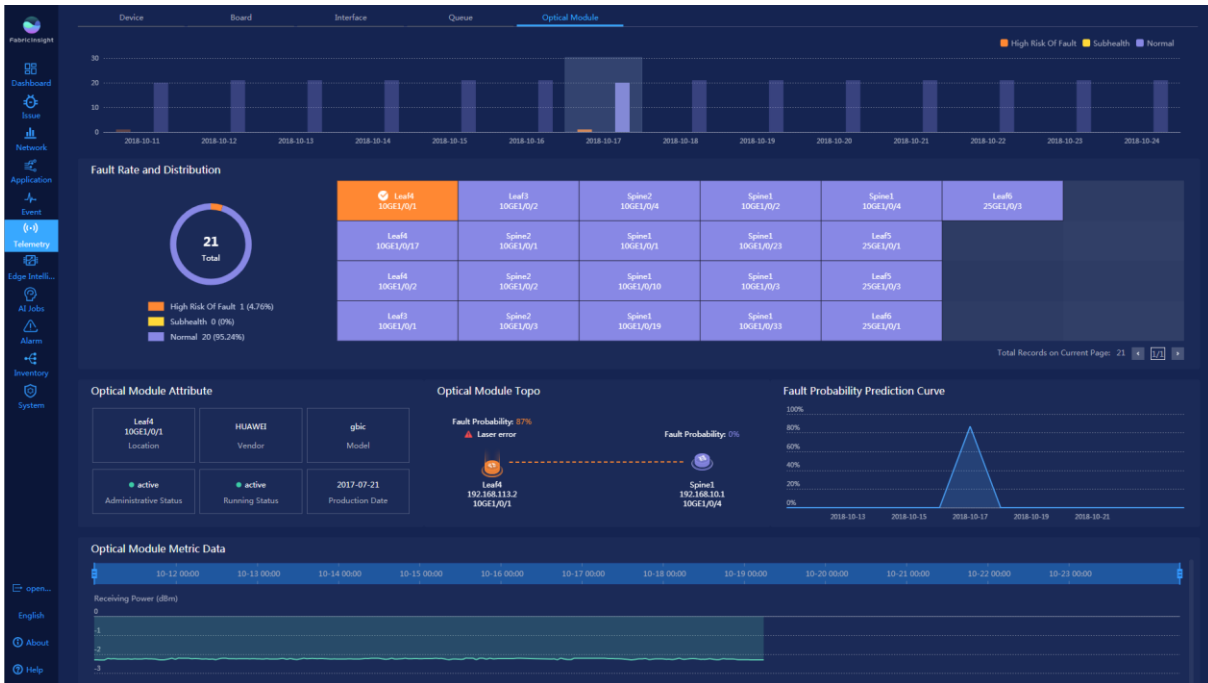 FabricInsight
Dashboard
Issue
Network
Application
Event
Telemetry
Edge Intelli...
AI Jobs
Alarm
Inventory
System
open...
English
About
Help
Device Board Interface Queue Optical Module
High Risk Of Fault Subhealth Normal
30
20
10
0
2018-10-11 2018-10-12 2018-10-13 2018-10-14 2018-10-15 2018-10-16 2018-10-17 2018-10-18 2018-10-19 2018-10-20 2018-10-21 2018-10-22 2018-10-23 2018-10-24
Fault Rate and Distribution
21
Total
High Risk Of Fault 1 (4.76%)
Subhealth 0 (0%)
Normal 20 (95.24%)
Leaf4 Leaf3 Spine2 Spine1 Spine1 Leaf6
10GE1/0/1 10GE1/0/2 10GE1/0/4 10GE1/0/2 10GE1/0/4 25GE1/0/3
Leaf4 Spine2 Spine1 Spine1 Leaf5
10GE1/0/17 10GE1/0/1 10GE1/0/1 10GE1/0/23 25GE1/0/1
Leaf4 Spine2 Spine1 Spine1 Leaf5
10GE1/0/2 10GE1/0/2 10GE1/0/10 10GE1/0/3 25GE1/0/3
Leaf3 Spine2 Spine1 Spine1 Leaf6
10GE1/0/1 10GE1/0/3 10GE1/0/19 10GE1/0/33 25GE1/0/1
Total Records on Current Page: 21 1/1
Optical Module Attribute
Leaf4
10GE1/0/1
Location
HUAWEI
Vendor
gbic
Model
active
Administrative Status
active
Running Status
2017-07-21
Production Date
Optical Module Topo
Fault Probability: 87%
Laser error
Leaf4
192.168.113.2
10GE1/0/1
Fault Probability: 0%
Spine1
192.168.10.1
10GE1/0/4
Fault Probability Prediction Curve
100%
80%
60%
40%
20%
0%
2018-10-13 2018-10-15 2018-10-17 2018-10-19 2018-10-21
Optical Module Metric Data
10-12 00:00 10-13 00:00 10-14 00:00 10-15 00:00 10-16 00:00 10-17 00:00 10-18 00:00 10-19 00:00 10-20 00:00 10-21 00:00 10-22 00:00 10-23 00:00
Receiving Power (dBm)
0
-1
-2
-3